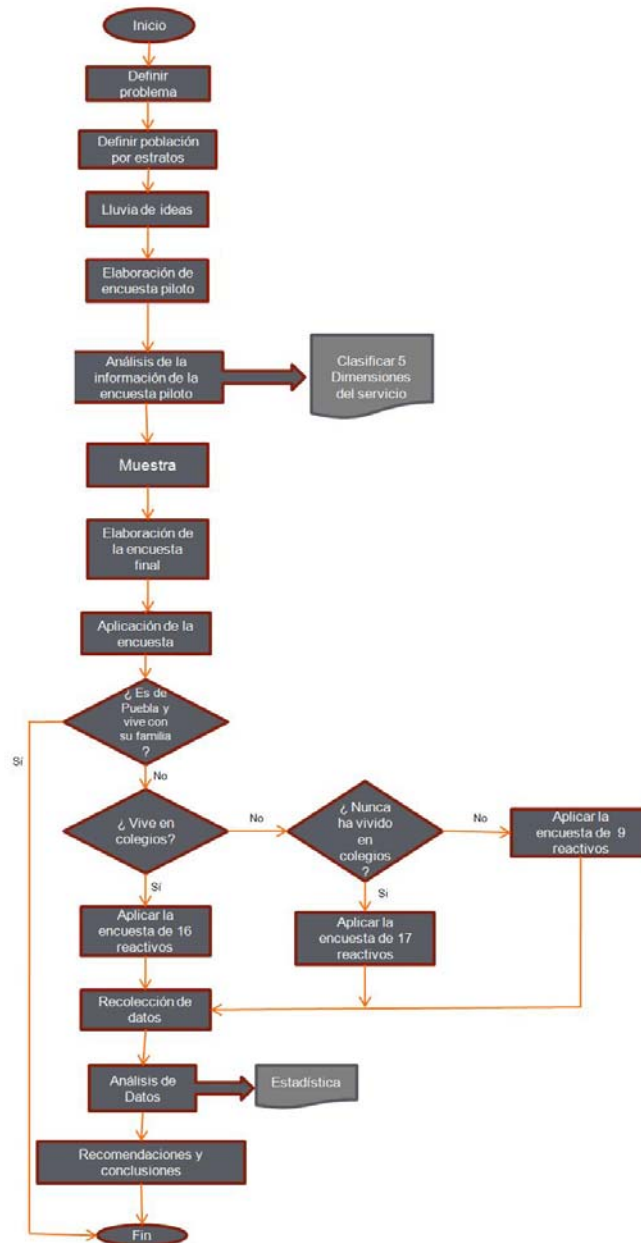 Inicio
Definir
problema
Definir población
por estratos
Lluvia de ideas
Elaboración de
encuesta piloto
Análisis de la
información de la
encuesta piloto
Clasificar 5
Dimensiones
del servicio
Muestra
Elaboración de
la encuesta
final
Aplicación de la
encuesta
¿ Es de
Puebla y
vive con
su familia
?
Sí
No
¿ Vive en
colegios?
No
¿ Nunca
ha vivido
en
colegios
?
No
Aplicar la
encuesta de 9
reactivos
Sí
Si
Aplicar la
encuesta de 16
reactivos
Aplicar la
encuesta de 17
reactivos
Recolección de
datos
Análisis de
Datos
Estadística
Recomendaciones y
conclusiones
Fin